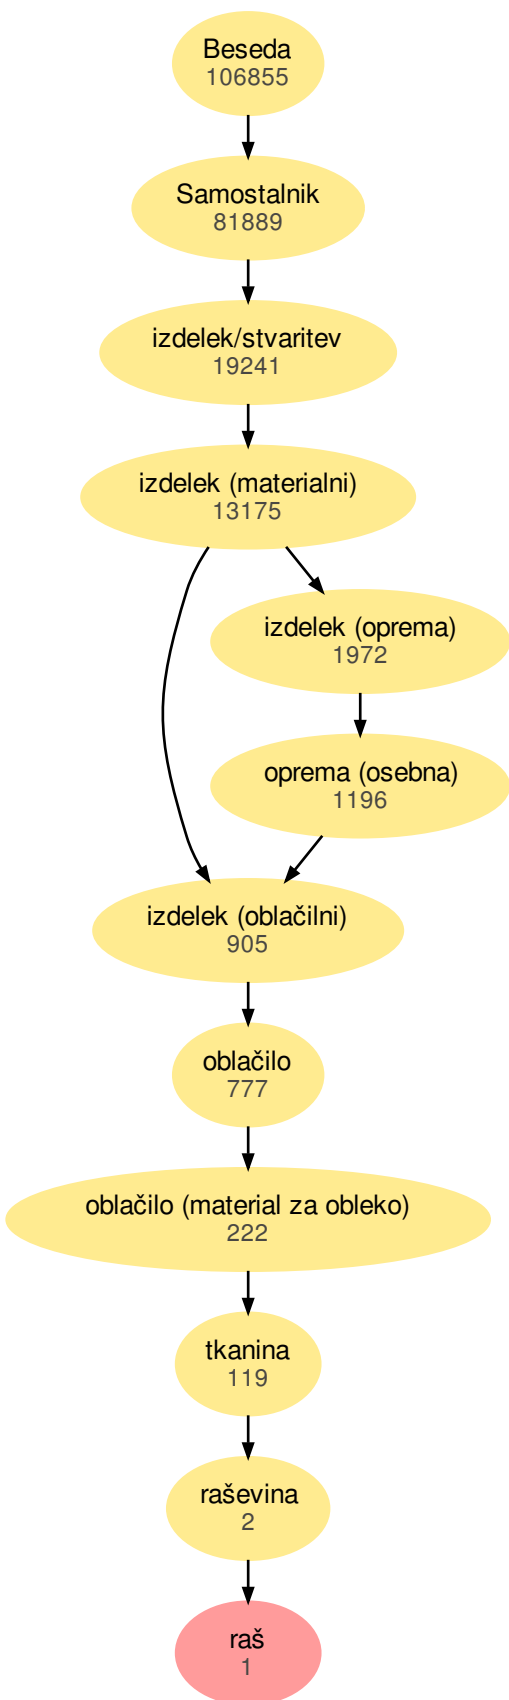 Beseda
106855
Samostalnik
81889
izdelek/stvaritev
19241
izdelek (materialni)
13175
izdelek (oprema)
1972
oprema (osebna)
1196
izdelek (oblačilni)
905
oblačilo
777
oblačilo (material za obleko)
222
tkanina
119
raševina
2
raš
1